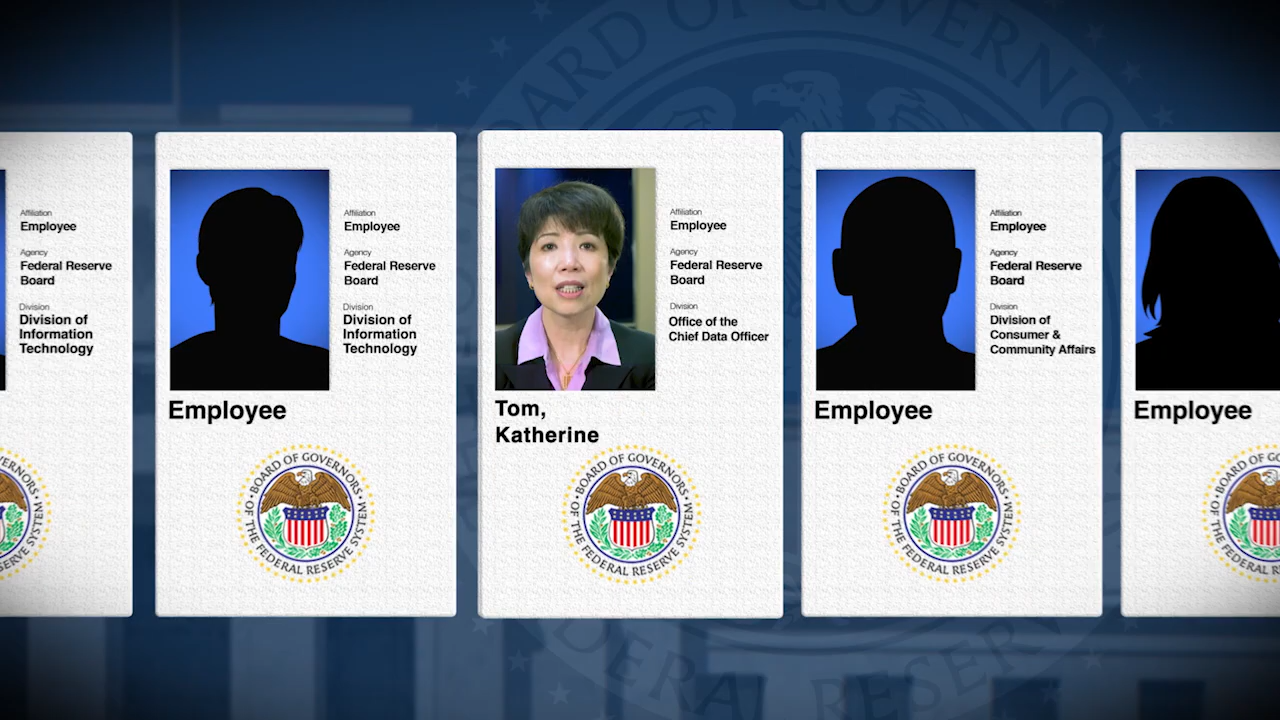 BOARD OF GOVERNO
Affiliation
Employee
Agency
Federal Reserve
Board
Division
Division of
Information
Technology
Affiliation
Employee
Agency
Federal Reserve
Board
Division
Division of
Information
Technology
Employee
BOARD OF GOVERNORS
OF THE FEDERAL RESERVE SYSTEM
Affiliation
Employee
Agency
Federal Reserve
Board
Division
Office of the
Chief Data Officer
Tom,
Katherine
BOARD OF GOVERNORS
OF THE FEDERAL RESERVE SYSTEM
Affiliation
Employee
Agency
Federal Reserve
Board
Division
Division of
Consumer &
Community Affairs
Employee
BOARD OF GOVERNORS
OF THE FEDERAL RESERVE SYSTEM
Employee